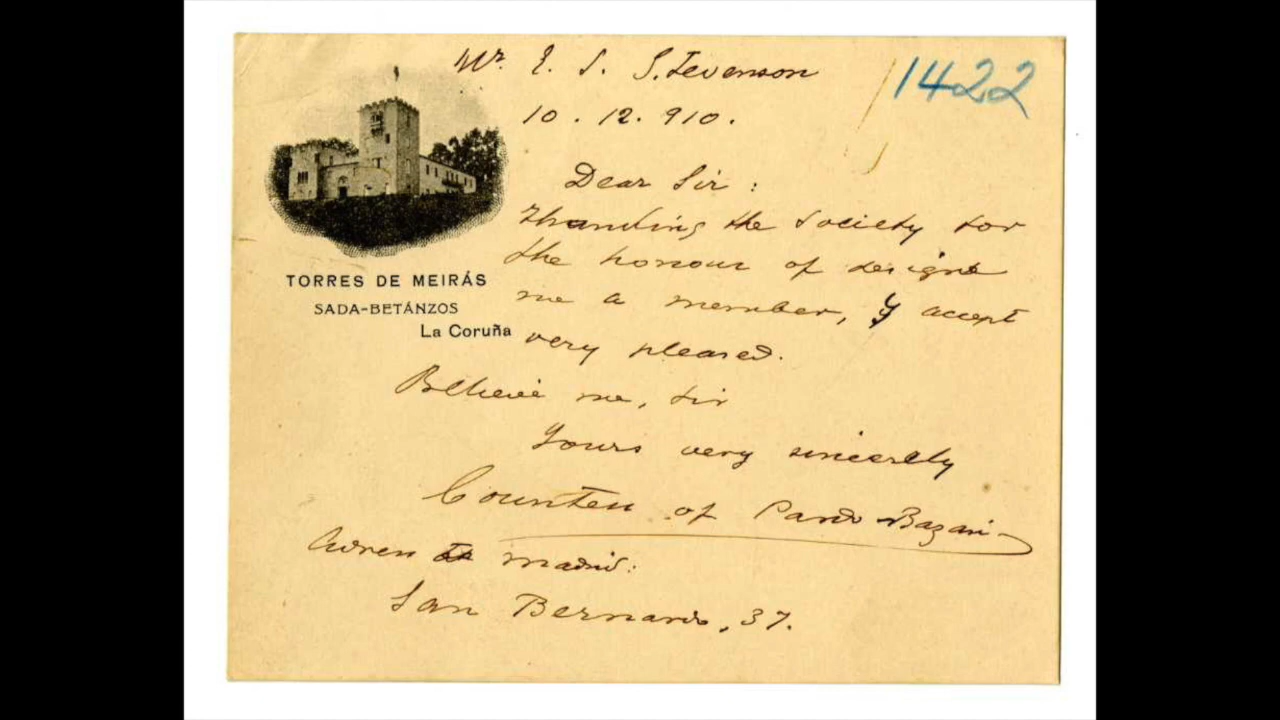 Mr. E. S. Stevenson
1422
10. 12. 910.
Dear Sir:
Thanking the Society for
the honour of designe
me a member, I accept
very pleased.
TORRES DE MEIRÁS
SADA-BETÁNZOS
La Coruña
Believe me, Sir
Yours very sincerely
Countess of Pardo Bazán
Adress Madrid:
San Bernardo, 37.